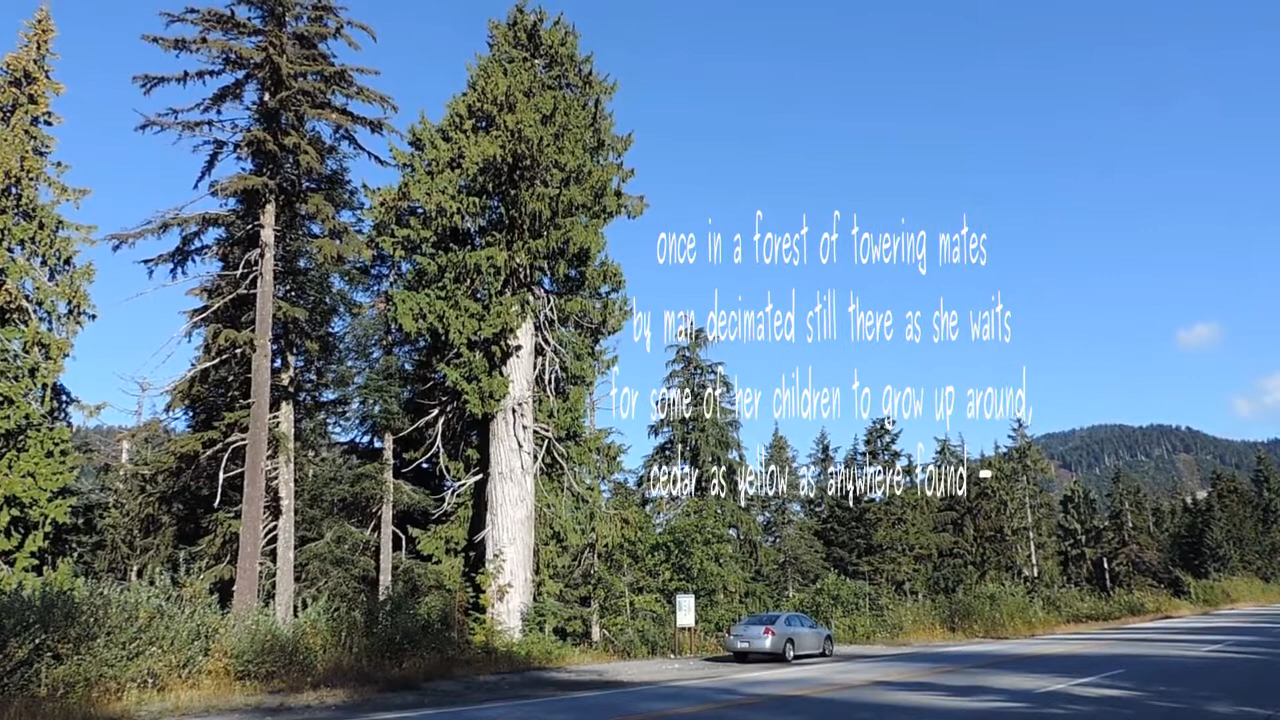 once in a forest of towering mates
by man decimated still there as she waits
for some of her children to grow up around,
cedar as yellow as anywhere found -